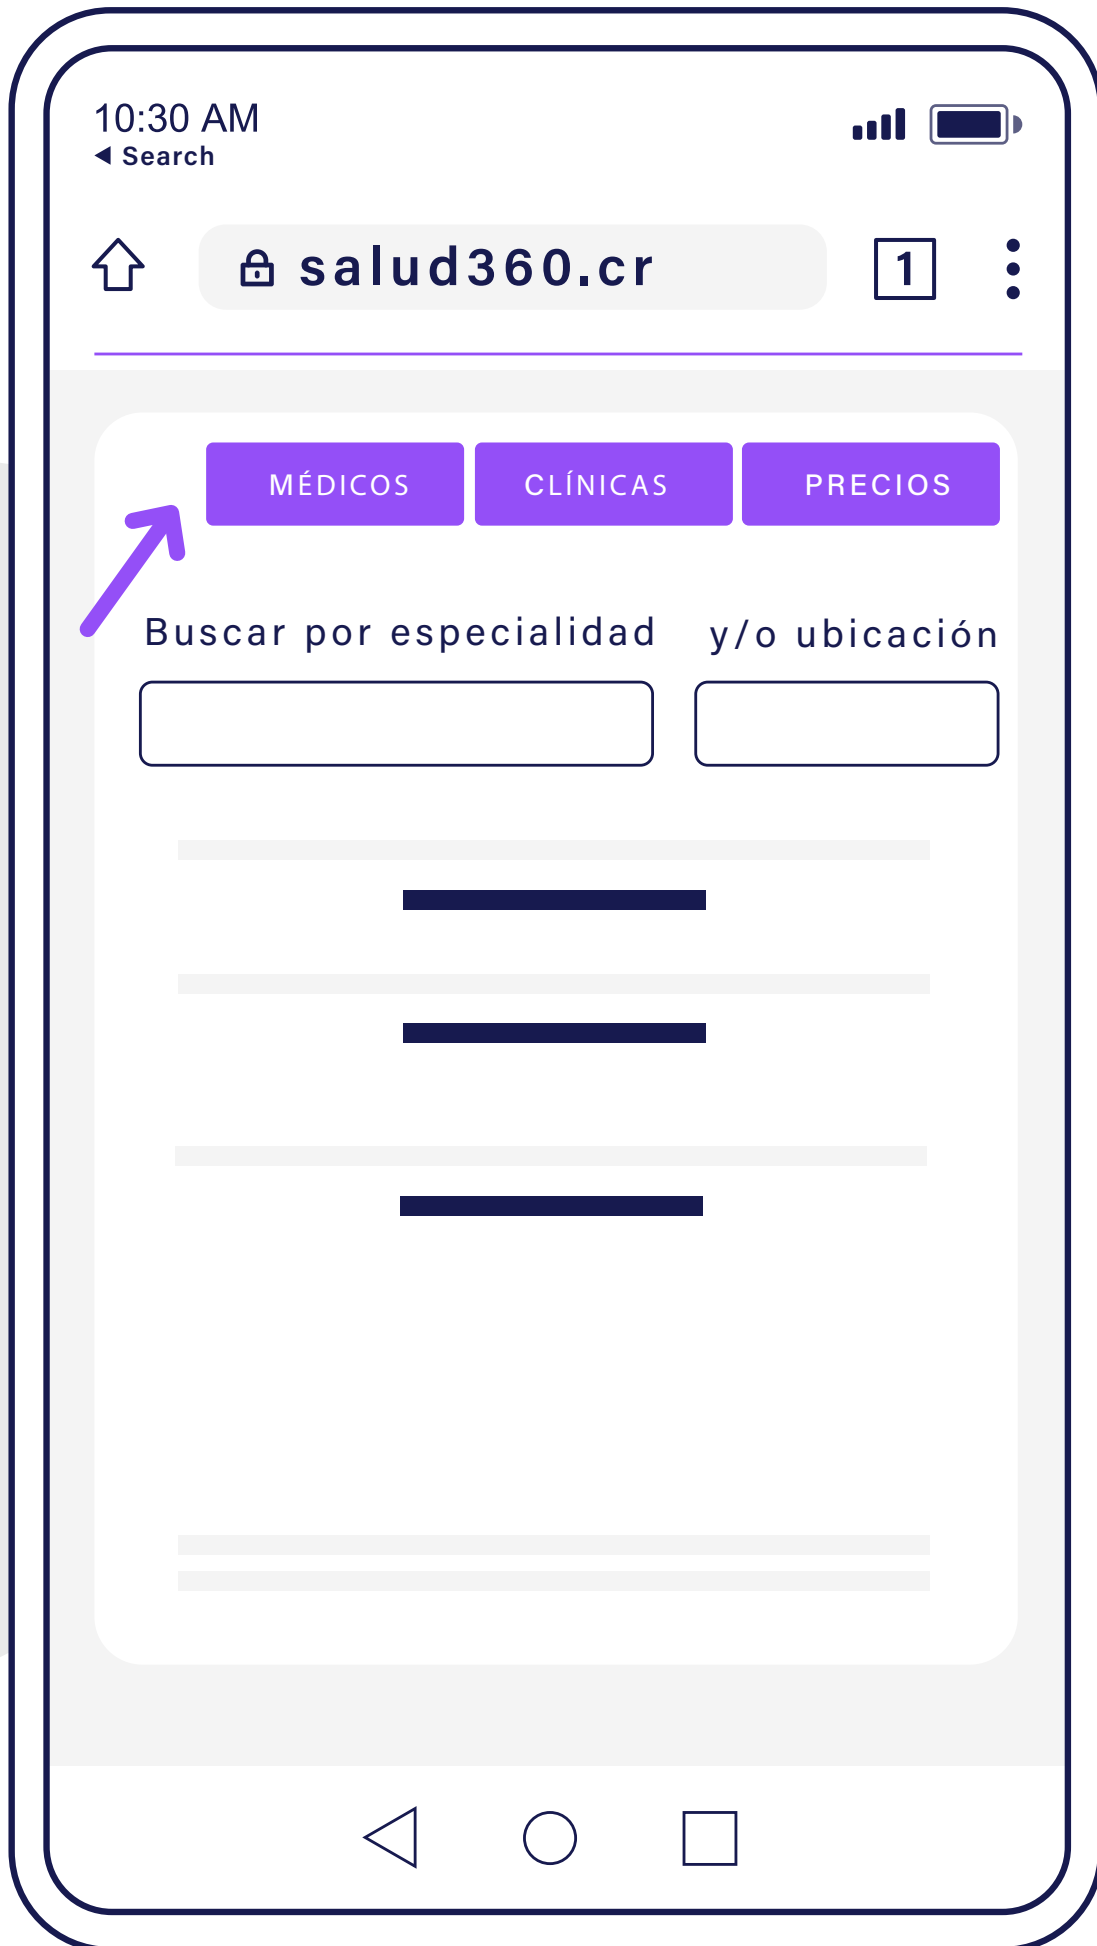 10:30 AM
◀ Search
salud360.cr
1
MÉDICOS CLÍNICAS PRECIOS
Buscar por especialidad y/o ubicación